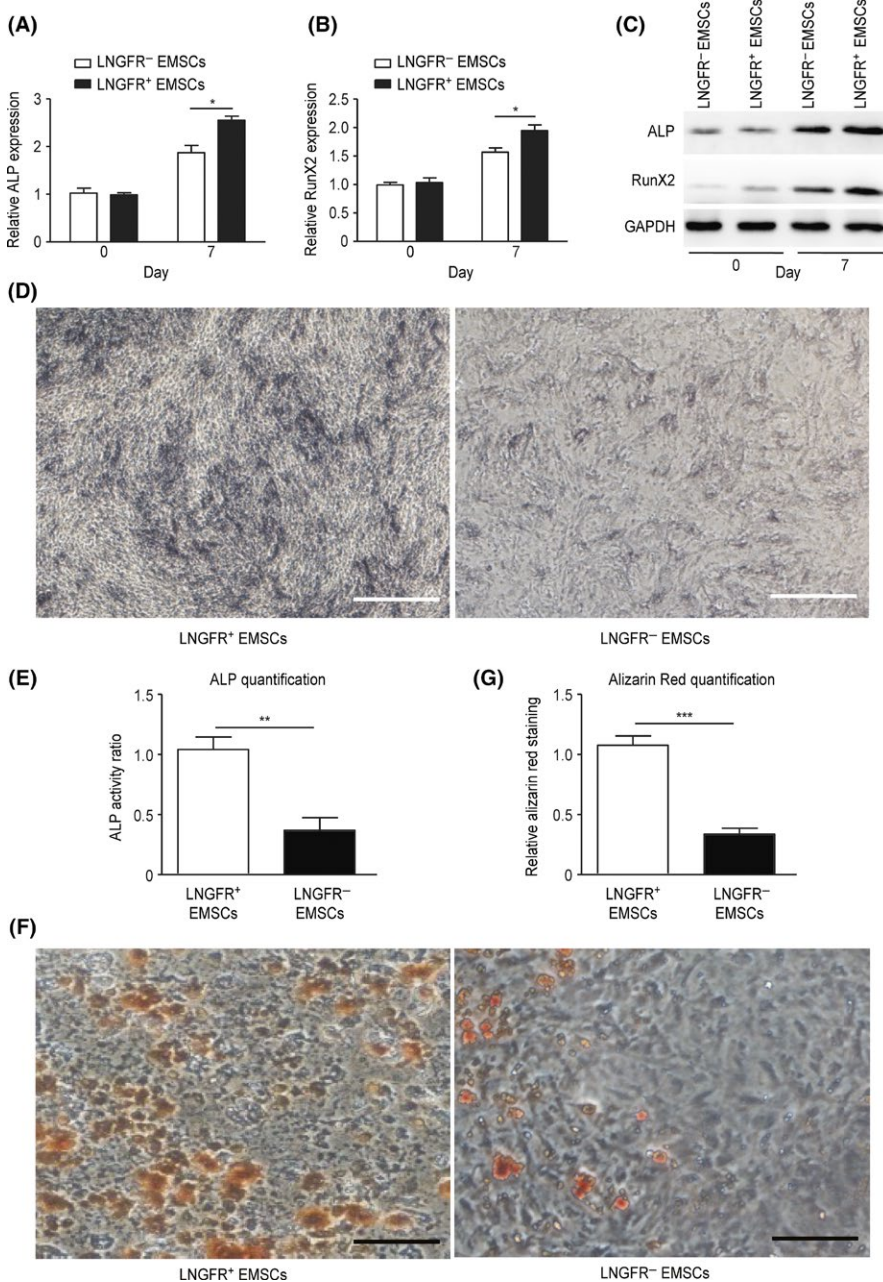 (A)
LNGFR⁻ EMSCs
LNGFR⁺ EMSCs
Relative ALP expression
3
2
1
0
*
0 7
Day
(B)
LNGFR⁻ EMSCs
LNGFR⁺ EMSCs
Relative RunX2 expression
2.5
2.0
1.5
1.0
0.5
0
*
0 7
Day
(C)
LNGFR⁻ EMSCs
LNGFR⁺ EMSCs
LNGFR⁻ EMSCs
LNGFR⁺ EMSCs
ALP
RunX2
GAPDH
0 Day 7
(D)
LNGFR⁺ EMSCs
LNGFR⁻ EMSCs
(E)
ALP quantification
ALP activity ratio
1.5
1.0
0.5
0
**
LNGFR⁺
EMSCs
LNGFR⁻
EMSCs
(G)
Alizarin Red quantification
Relative alizarin red staining
1.5
1.0
0.5
0
***
LNGFR⁺
EMSCs
LNGFR⁻
EMSCs
(F)
LNGFR⁺ EMSCs
LNGFR⁻ EMSCs